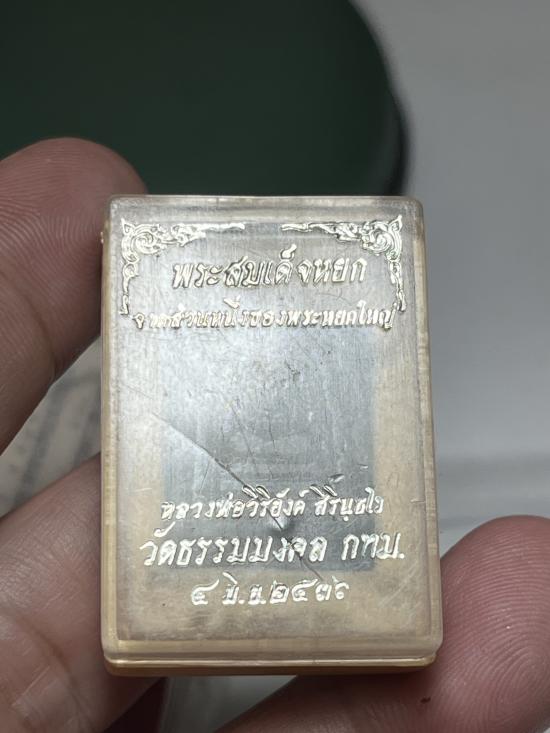 พระสมเด็จหยก
จากส่วนหนึ่งของพระหยกใหญ่
หลวงพ่อวิริยังค์ สิรินฺธโร
วัดธรรมมงคล กทม.
๔ มิ.ย.๒๕๓๖